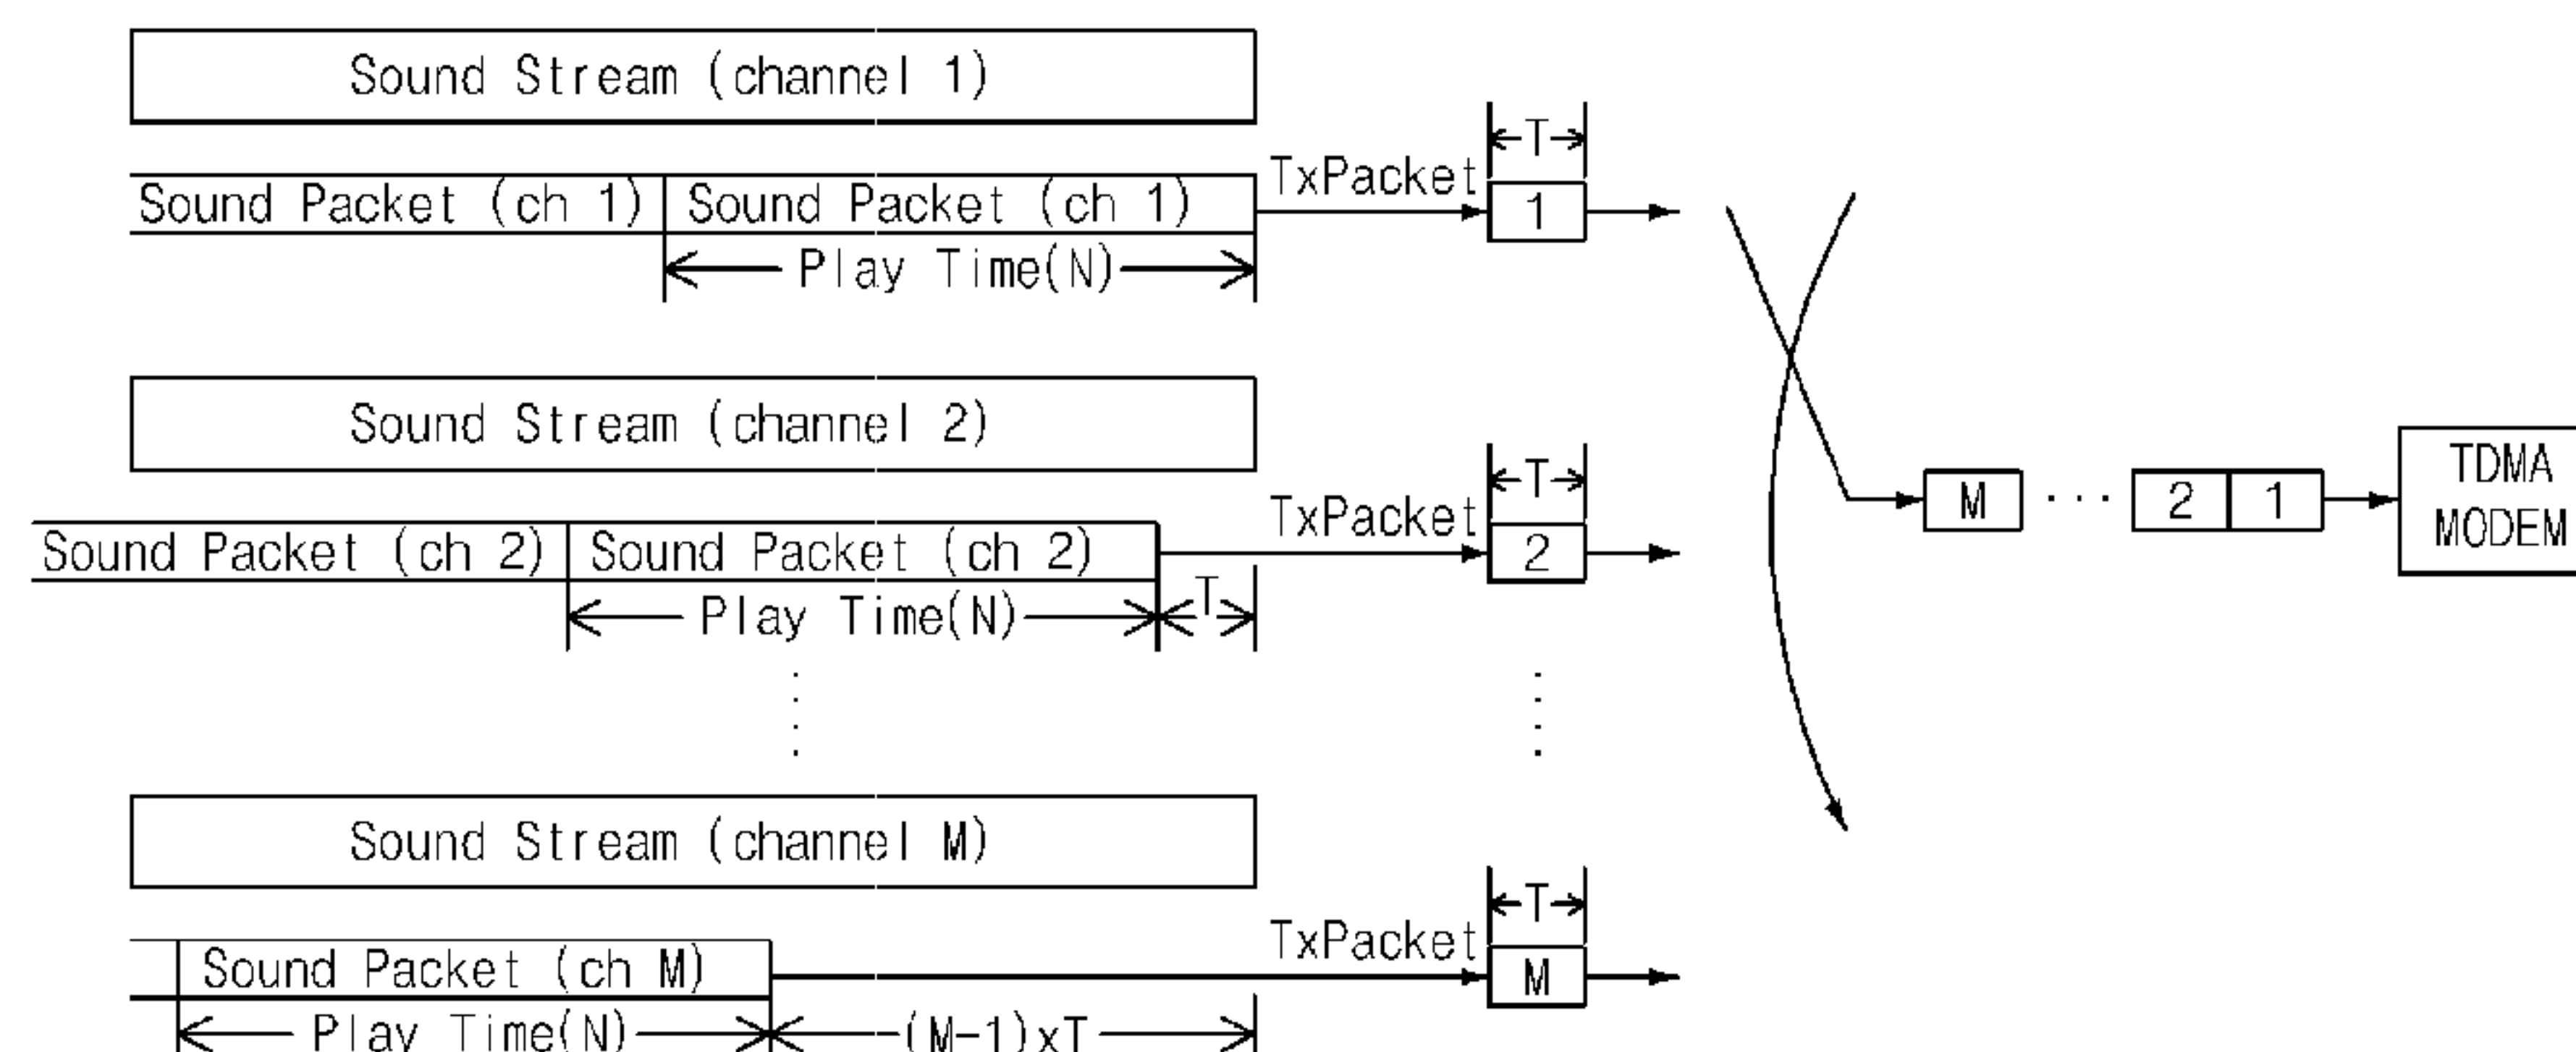 Sound Stream (channel 1)
T
Sound Packet (ch 1) Sound Packet (ch 1) TxPacket 1
Play Time(N)
Sound Stream (channel 2)
T
Sound Packet (ch 2) Sound Packet (ch 2) TxPacket 2
Play Time(N) T
M ··· 2 1
TDMA
MODEM
Sound Stream (channel M)
T
Sound Packet (ch M) TxPacket M
Play Time(N) (M-1)xT